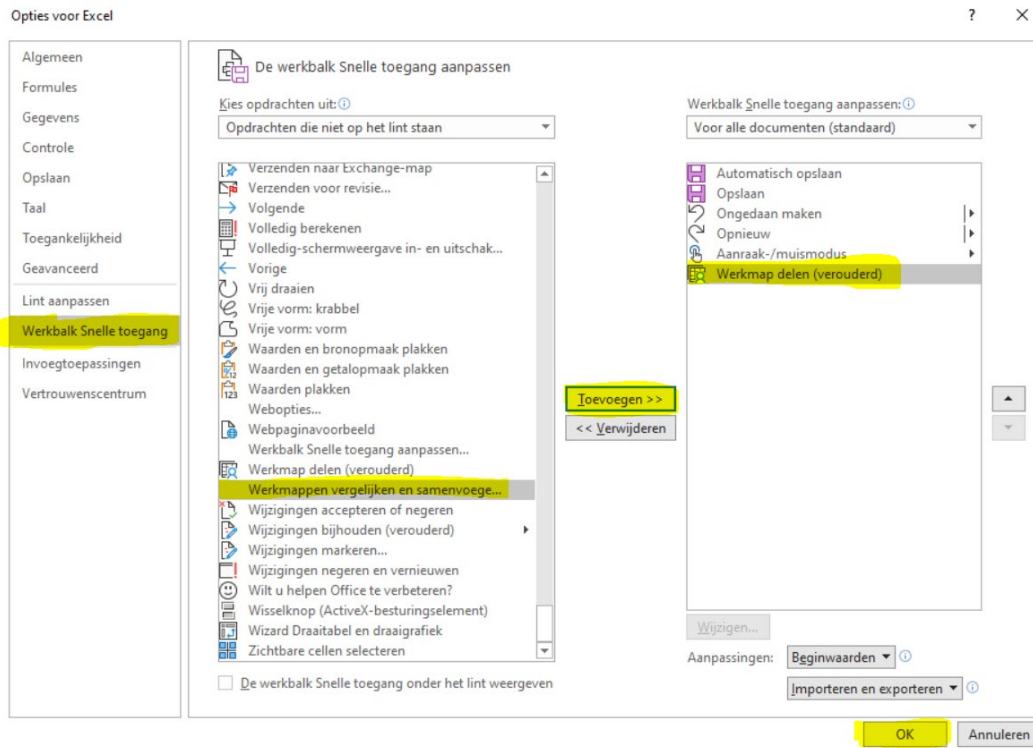 Opties voor Excel
?
Algemeen
Formules
Gegevens
Controle
Opslaan
Taal
Toegankelijkheid
Geavanceerd
Lint aanpassen
Werkbalk Snelle toegang
Invoegtoepassingen
Vertrouwenscentrum
De werkbalk Snelle toegang aanpassen
Kies opdrachten uit:
Opdrachten die niet op het lint staan
Verzenden naar Exchange-map
Verzenden voor revisie...
Volgende
Volledig berekenen
Volledig-schermweergave in- en uitschak...
Vorige
Vrij draaien
Vrije vorm: krabbel
Vrije vorm: vorm
Waarden en bronopmaak plakken
Waarden en getalopmaak plakken
Waarden plakken
Webopties...
Webpaginavoorbeeld
Werkbalk Snelle toegang aanpassen...
Werkmap delen (verouderd)
Werkmappen vergelijken en samenvoege...
Wijzigingen accepteren of negeren
Wijzigingen bijhouden (verouderd)
Wijzigingen markeren...
Wijzigingen negeren en vernieuwen
Wilt u helpen Office te verbeteren?
Wisselknop (ActiveX-besturingselement)
Wizard Draaitabel en draaigrafiek
Zichtbare cellen selecteren
De werkbalk Snelle toegang onder het lint weergeven
Toevoegen >>
<< Verwijderen
Werkbalk Snelle toegang aanpassen:
Voor alle documenten (standaard)
Automatisch opslaan
Opslaan
Ongedaan maken
Opnieuw
Aanraak-/muismodus
Werkmap delen (verouderd)
Wijzigen...
Aanpassingen: Beginwaarden
Importeren en exporteren
OK
Annuleren